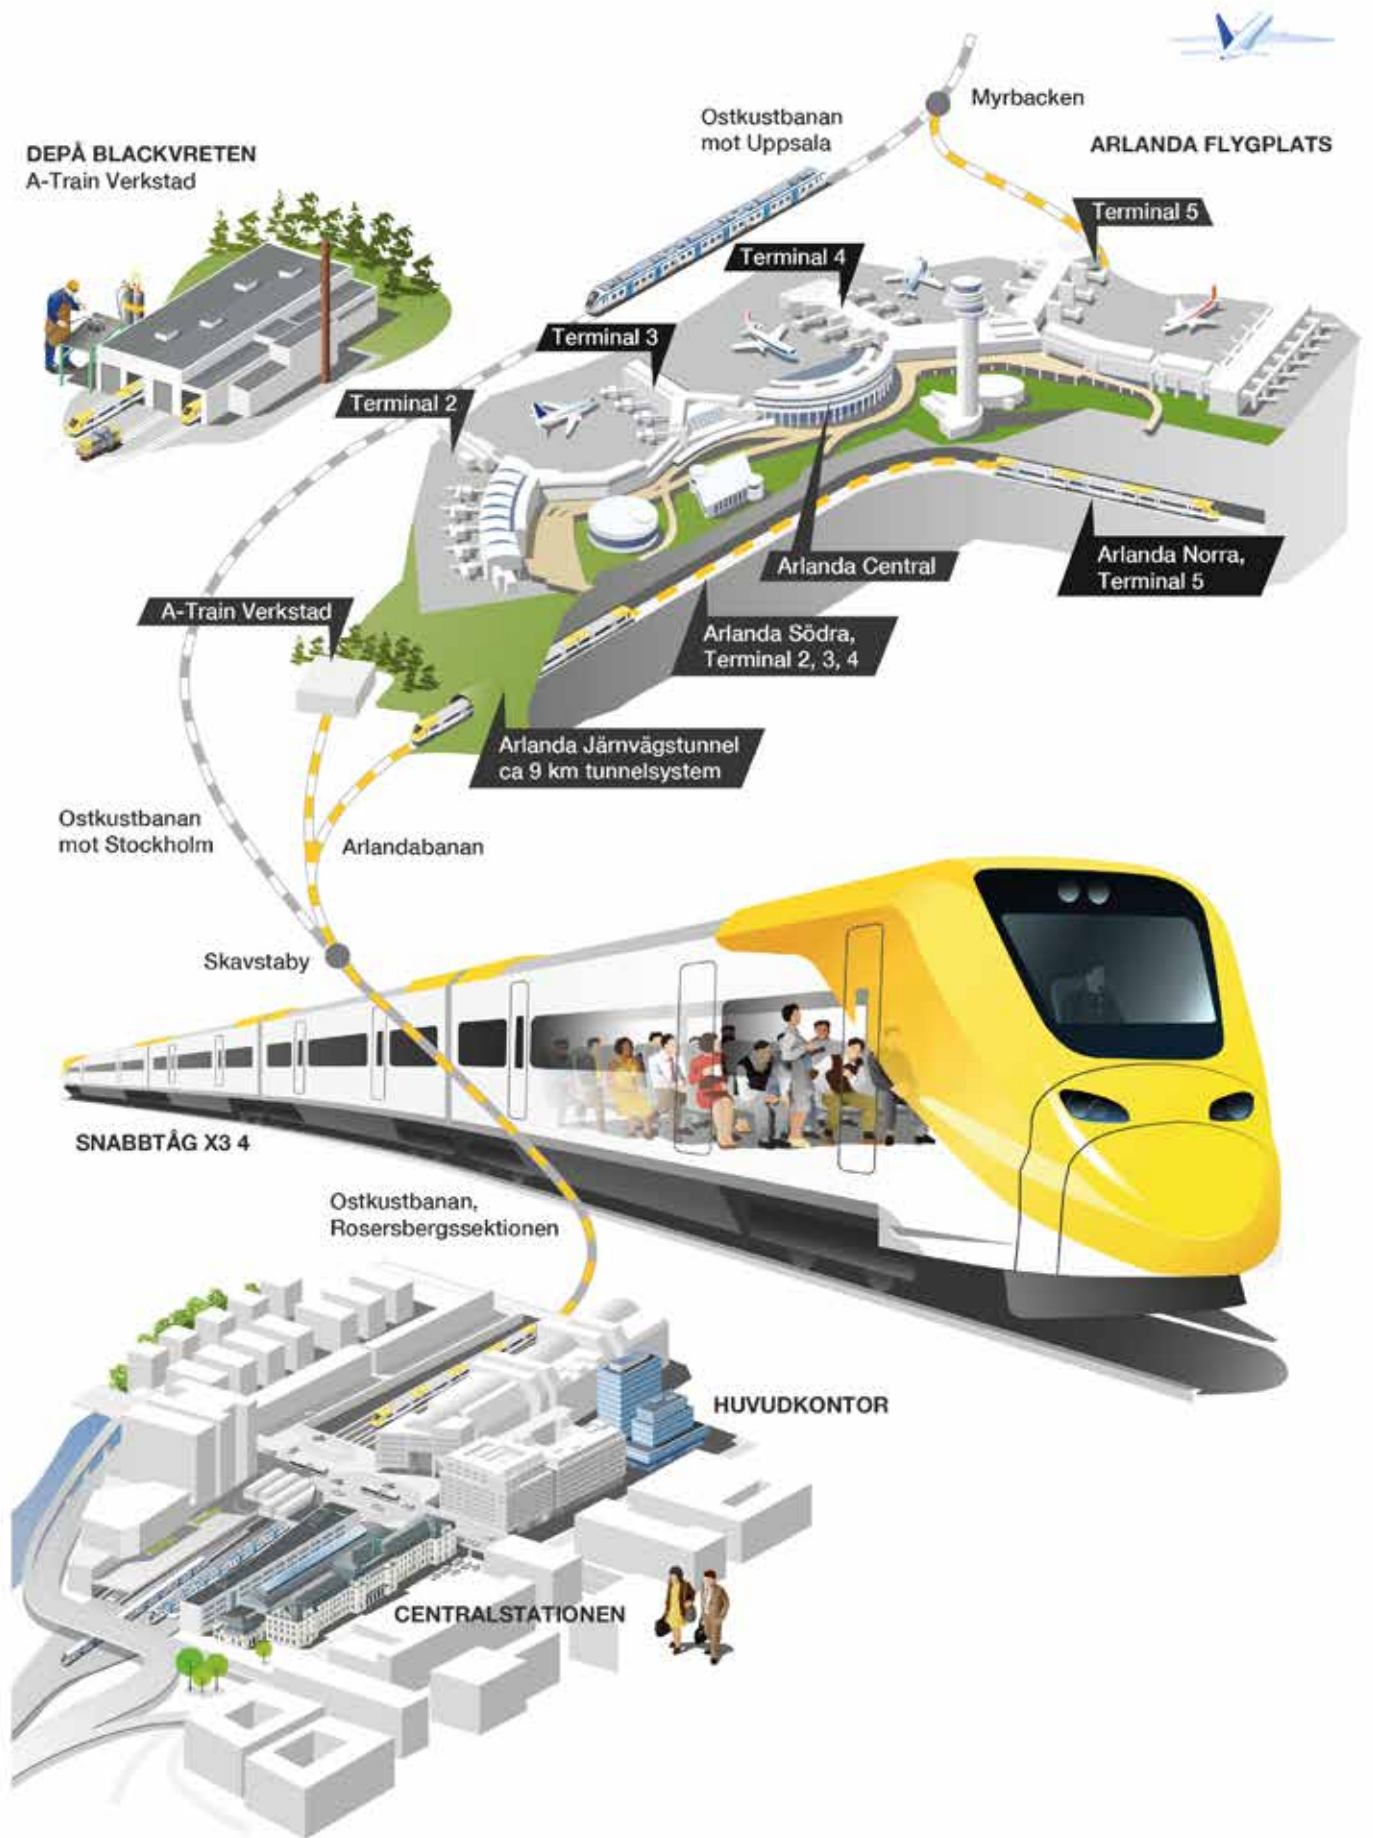 Myrbacken
Ostkustbanan
mot Uppsala
ARLANDA FLYGPLATS
DEPÅ BLACKVRETEN
A-Train Verkstad
Terminal 5
Terminal 4
Terminal 3
Terminal 2
Arlanda Central
Arlanda Norra,
Terminal 5
A-Train Verkstad
Arlanda Södra,
Terminal 2, 3, 4
Arlanda Järnvägstunnel
ca 9 km tunnelsystem
Ostkustbanan
mot Stockholm
Arlandabanan
Skavstaby
SNABBTÅG X3 4
Ostkustbanan,
Rosersbergssektionen
HUVUDKONTOR
CENTRALSTATIONEN